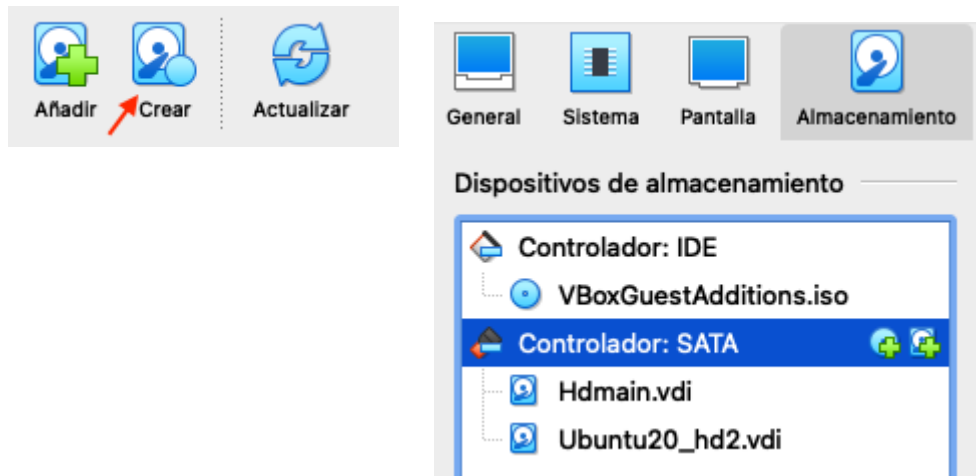 Añadir
Crear
Actualizar
General
Sistema
Pantalla
Almacenamiento
Dispositivos de almacenamiento
Controlador: IDE
VBoxGuestAdditions.iso
Controlador: SATA
Hdmain.vdi
Ubuntu20_hd2.vdi